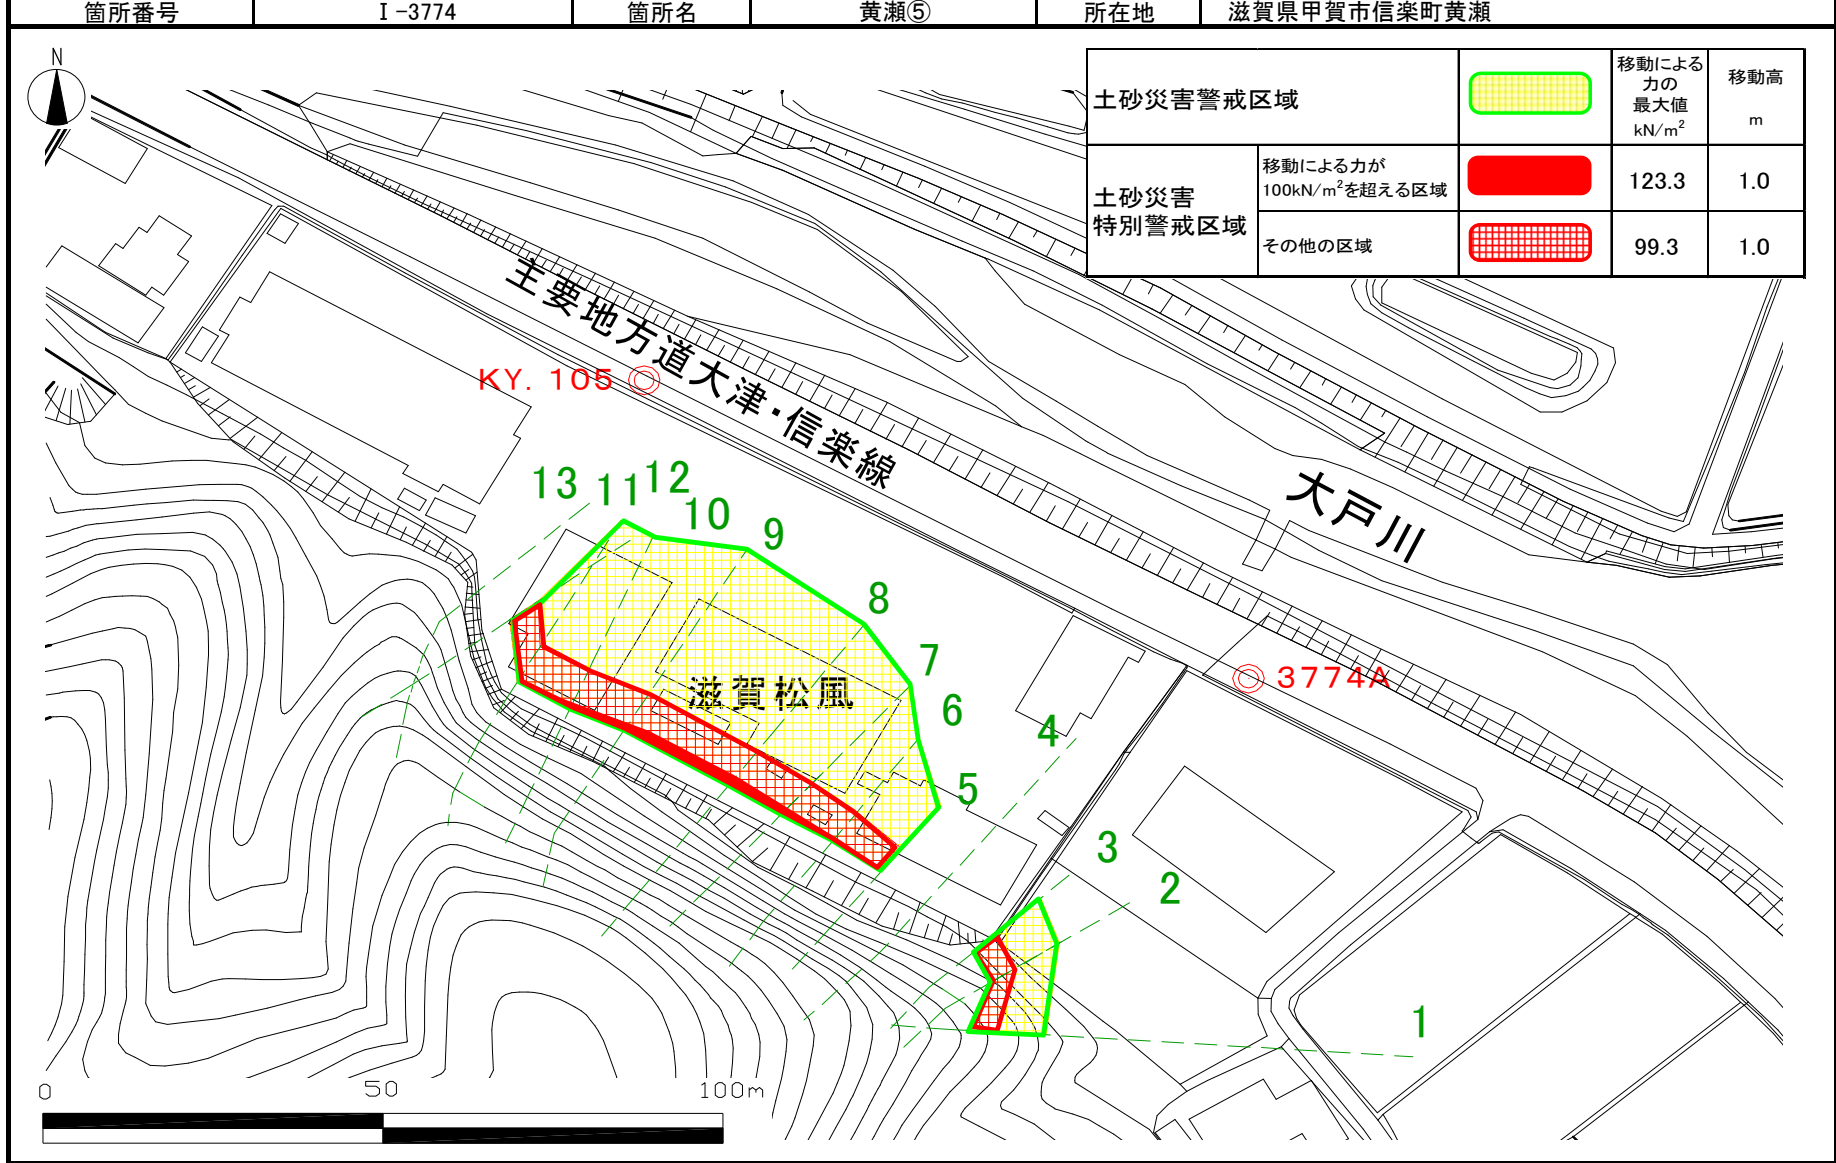 箇所番号 Ⅰ-3774 箇所名 黄瀬⑤ 所在地 滋賀県甲賀市信楽町黄瀬
N
土砂災害警戒区域
移動による
力の
最大値
kN/m²
移動高
m
土砂災害
特別警戒区域
移動による力が
100kN/m²を超える区域
123.3 1.0
その他の区域
99.3 1.0
主要地方道大津・信楽線
KY. 105
大戸川
13
11
12
10
9
8
7
6
5
4
3
2
1
滋賀松風
3774A
0 50 100m